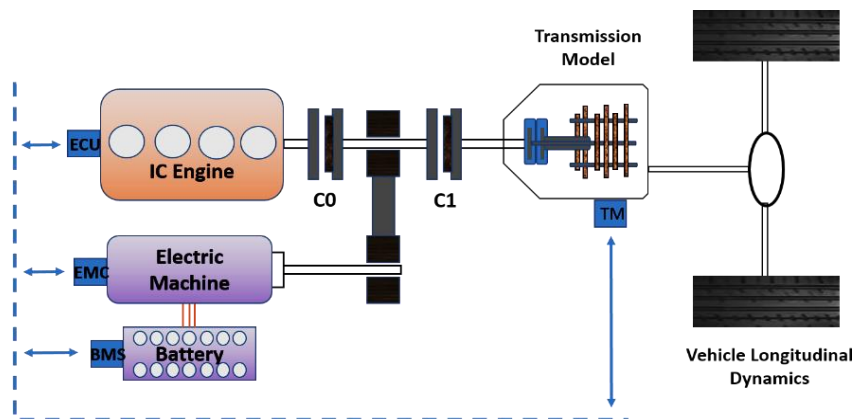 Transmission
Model
ECU
IC Engine
C0
C1
TM
EMC
Electric
Machine
BMS
Battery
Vehicle Longitudinal
Dynamics